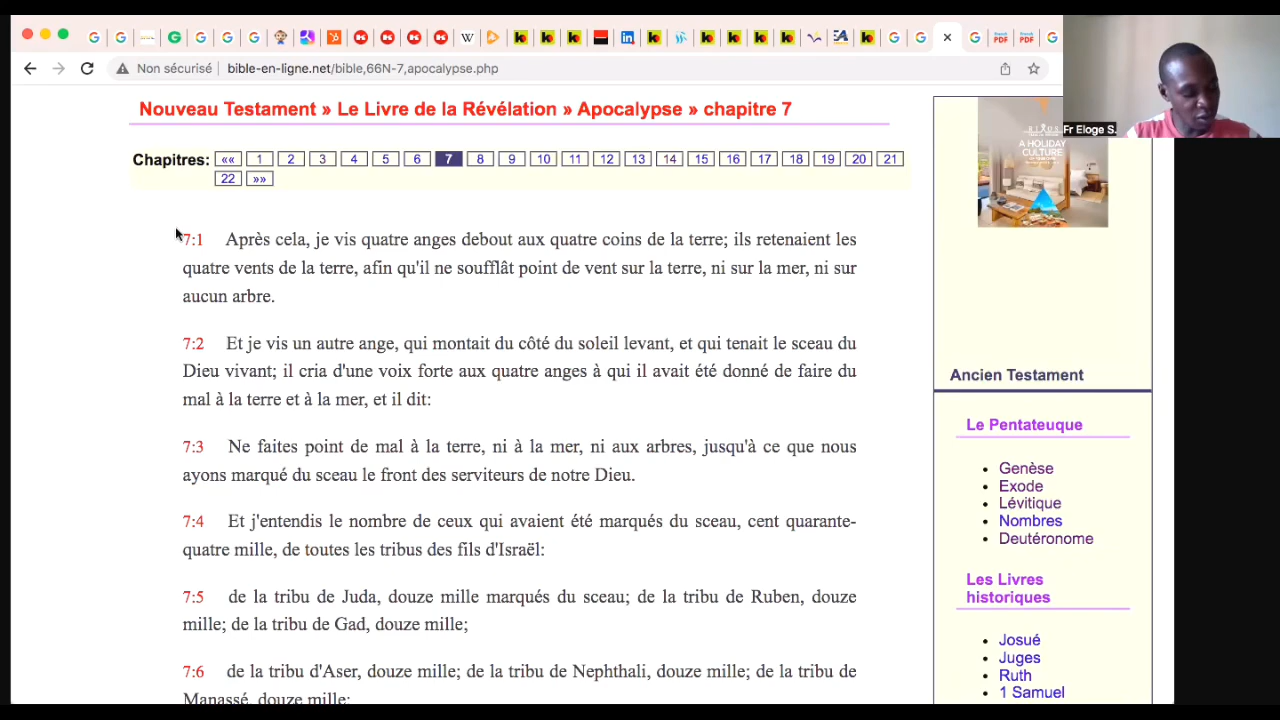 Non sécurisé
bible-en-ligne.net/bible,66N-7,apocalypse.php
Fr Eloge S.
Nouveau Testament » Le Livre de la Révélation » Apocalypse » chapitre 7
Chapitres: «« 1 2 3 4 5 6 7 8 9 10 11 12 13 14 15 16 17 18 19 20 21
22 »»
7:1 Après cela, je vis quatre anges debout aux quatre coins de la terre; ils retenaient les
quatre vents de la terre, afin qu'il ne soufflât point de vent sur la terre, ni sur la mer, ni sur
aucun arbre.
7:2 Et je vis un autre ange, qui montait du côté du soleil levant, et qui tenait le sceau du
Dieu vivant; il cria d'une voix forte aux quatre anges à qui il avait été donné de faire du
mal à la terre et à la mer, et il dit:
7:3 Ne faites point de mal à la terre, ni à la mer, ni aux arbres, jusqu'à ce que nous
ayons marqué du sceau le front des serviteurs de notre Dieu.
7:4 Et j'entendis le nombre de ceux qui avaient été marqués du sceau, cent quarante-
quatre mille, de toutes les tribus des fils d'Israël:
7:5 de la tribu de Juda, douze mille marqués du sceau; de la tribu de Ruben, douze
mille; de la tribu de Gad, douze mille;
7:6 de la tribu d'Aser, douze mille; de la tribu de Nephthali, douze mille; de la tribu de
Manassé, douze mille;
A HOLIDAY
CULTURE
Ancien Testament
Le Pentateuque
Genèse
Exode
Lévitique
Nombres
Deutéronome
Les Livres
historiques
Josué
Juges
Ruth
1 Samuel